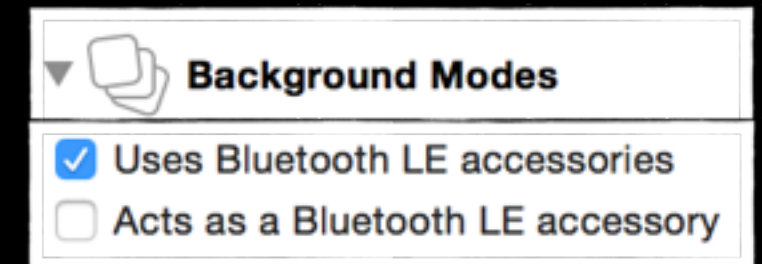 Background Modes
Uses Bluetooth LE accessories
Acts as a Bluetooth LE accessory